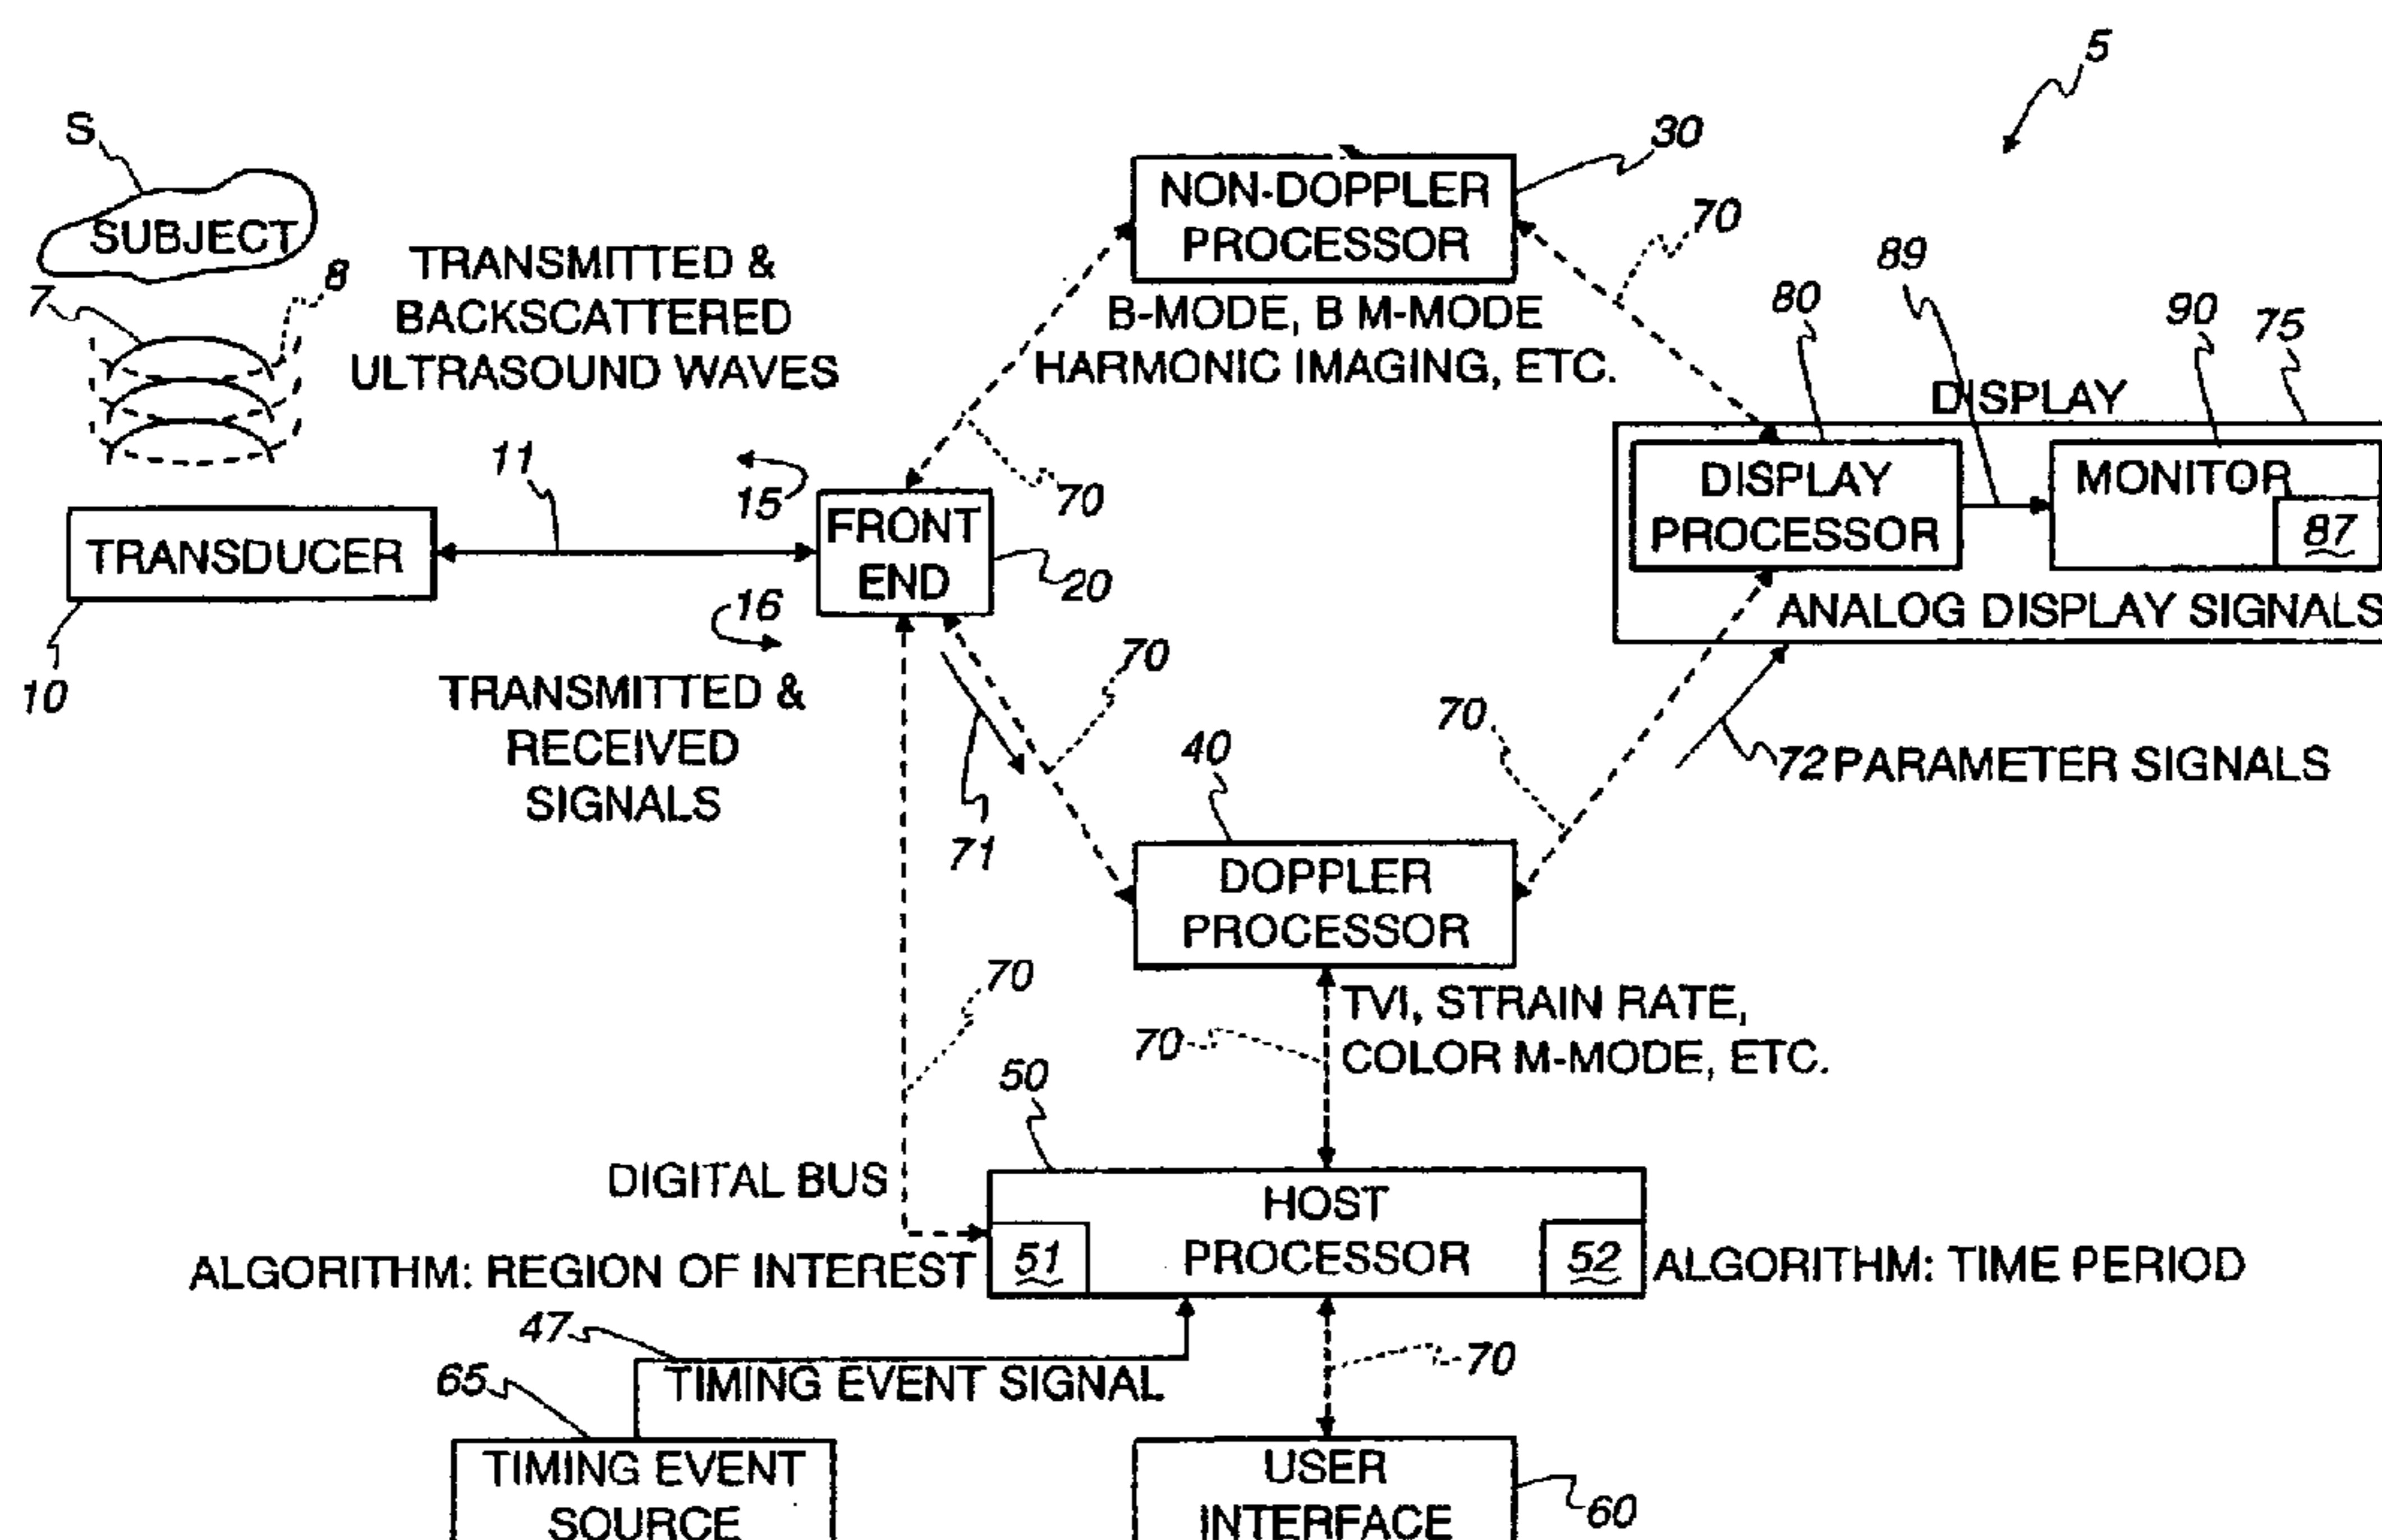 5
S
SUBJECT
7
8
TRANSMITTED &
BACKSCATTERED
ULTRASOUND WAVES
30
NON-DOPPLER
PROCESSOR
B-MODE, B M-MODE
HARMONIC IMAGING, ETC.
70
70
89
80
90
75
DISPLAY
DISPLAY
PROCESSOR
MONITOR
87
ANALOG DISPLAY SIGNALS
11
15
16
TRANSDUCER
10
FRONT
END
20
TRANSMITTED &
RECEIVED
SIGNALS
70
71
70
72 PARAMETER SIGNALS
40
DOPPLER
PROCESSOR
70
70
TVI, STRAIN RATE,
COLOR M-MODE, ETC.
50
DIGITAL BUS
HOST
PROCESSOR
ALGORITHM: REGION OF INTEREST
51
52
ALGORITHM: TIME PERIOD
47
TIMING EVENT SIGNAL
70
65
TIMING EVENT
SOURCE
USER
INTERFACE
60